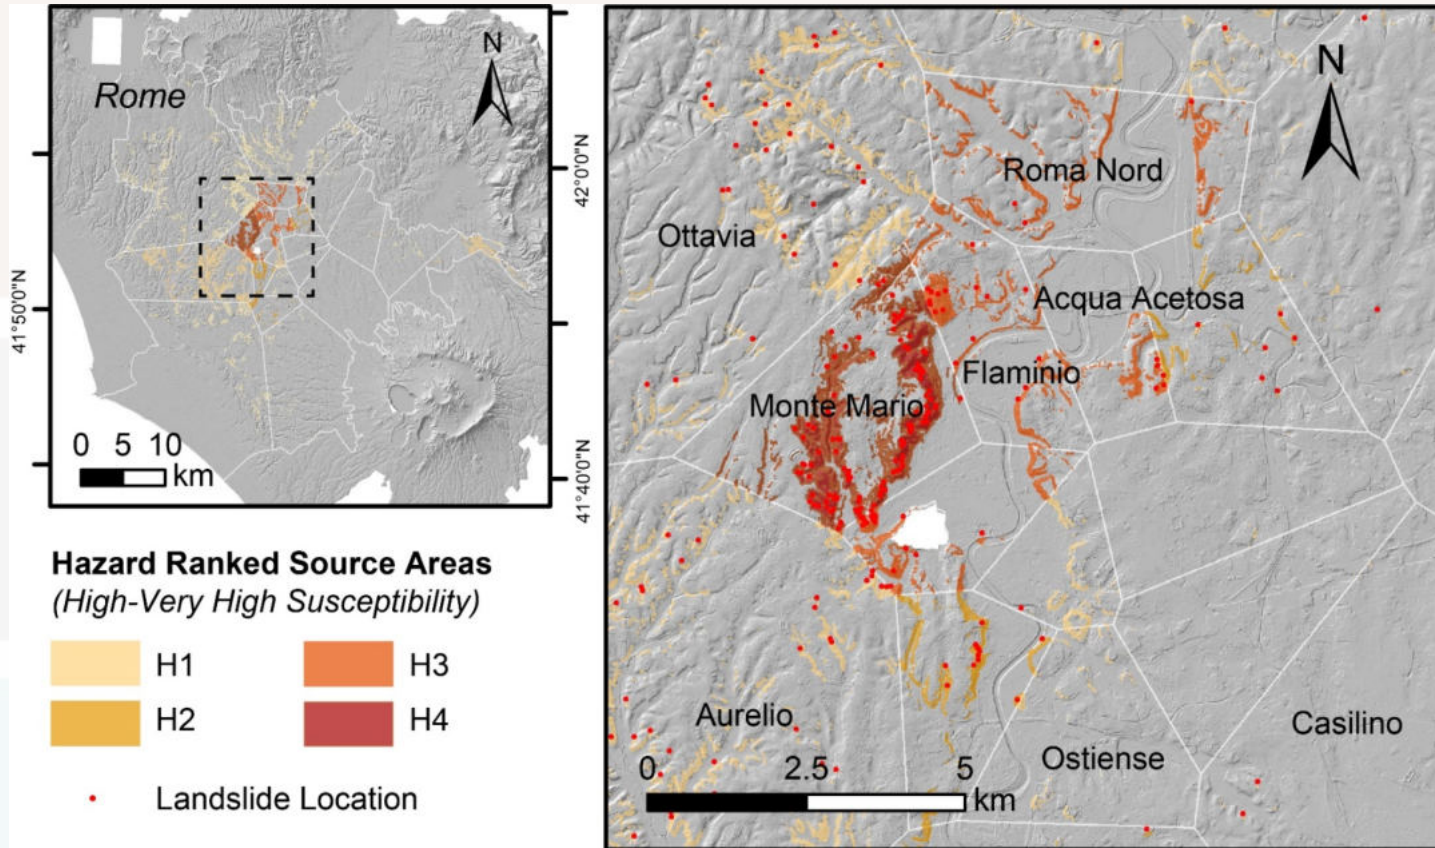 Rome
N
42°0'0"N
41°50'0"N
41°40'0"N
0 5 10
km
Hazard Ranked Source Areas
(High-Very High Susceptibility)
H1
H3
H2
H4
Landslide Location
N
Roma Nord
Ottavia
Acqua Acetosa
Flaminio
Monte Mario
Aurelio
Casilino
Ostiense
0 2.5 5
km